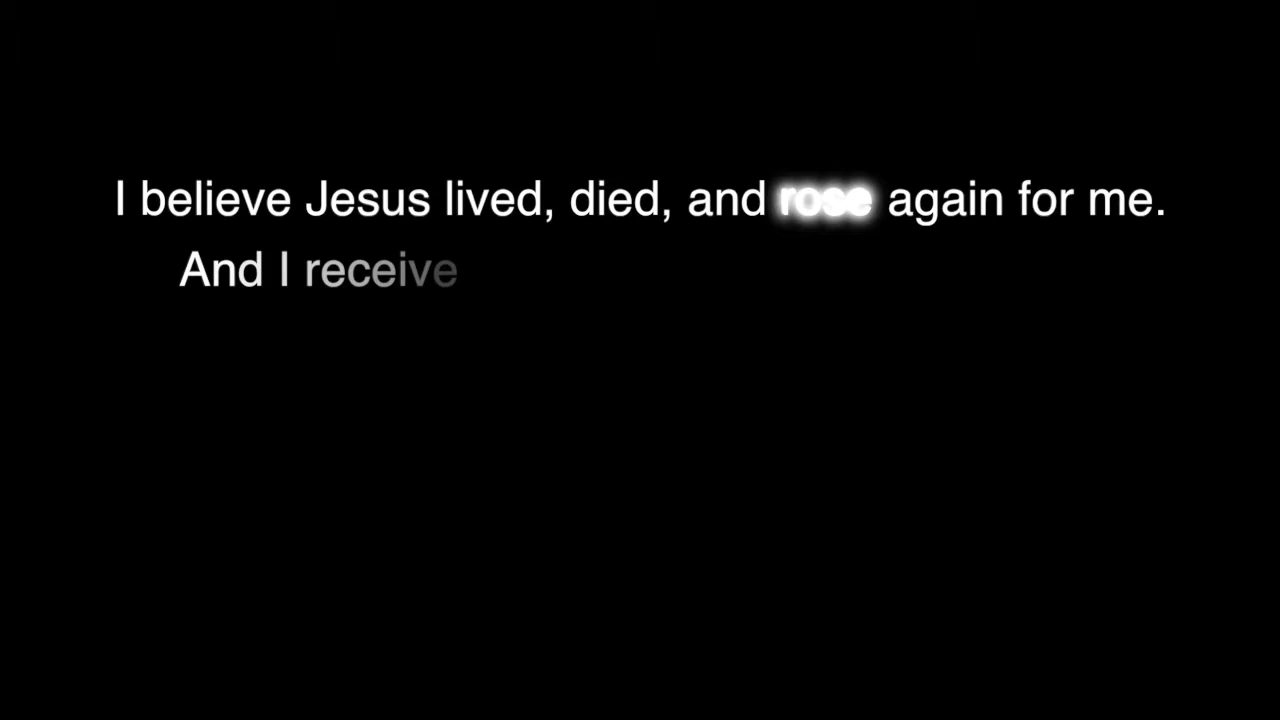 I believe Jesus lived, died, and rose again for me.
And I receive